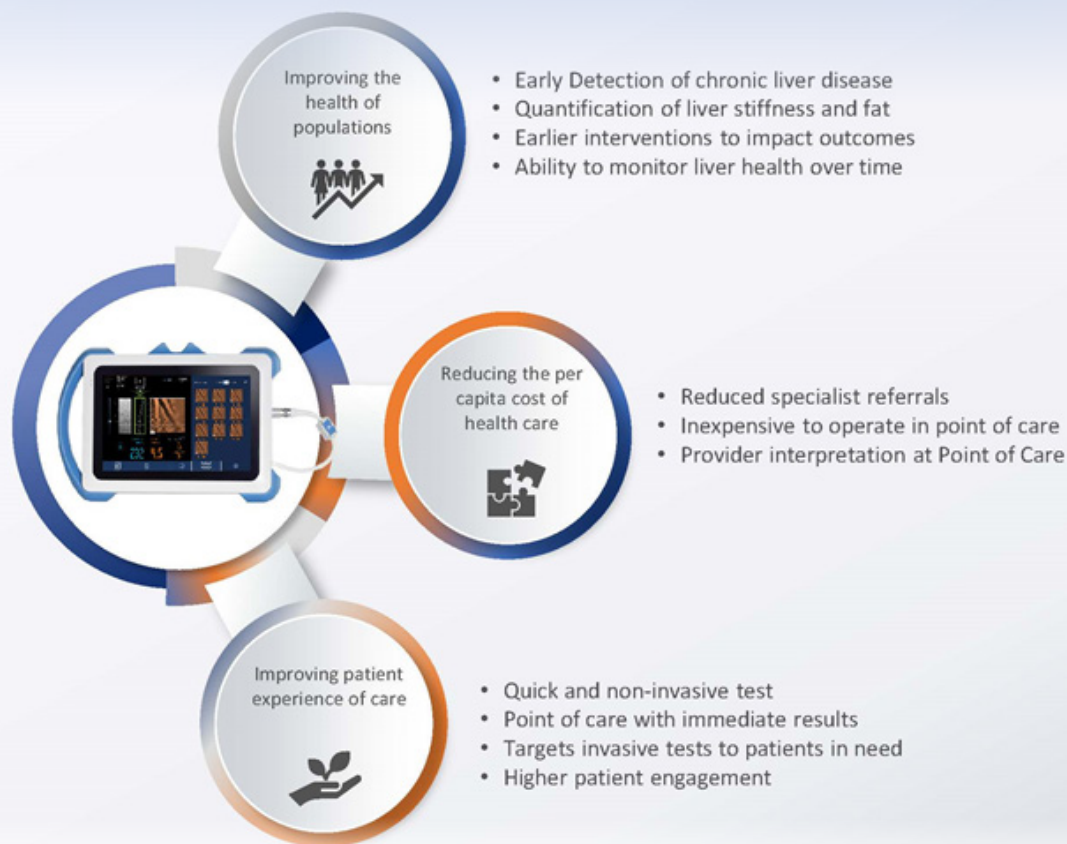 Improving the
health of
populations
• Early Detection of chronic liver disease
• Quantification of liver stiffness and fat
• Earlier interventions to impact outcomes
• Ability to monitor liver health over time
Reducing the per
capita cost of
health care
• Reduced specialist referrals
• Inexpensive to operate in point of care
• Provider interpretation at Point of Care
Improving patient
experience of care
• Quick and non-invasive test
• Point of care with immediate results
• Targets invasive tests to patients in need
• Higher patient engagement